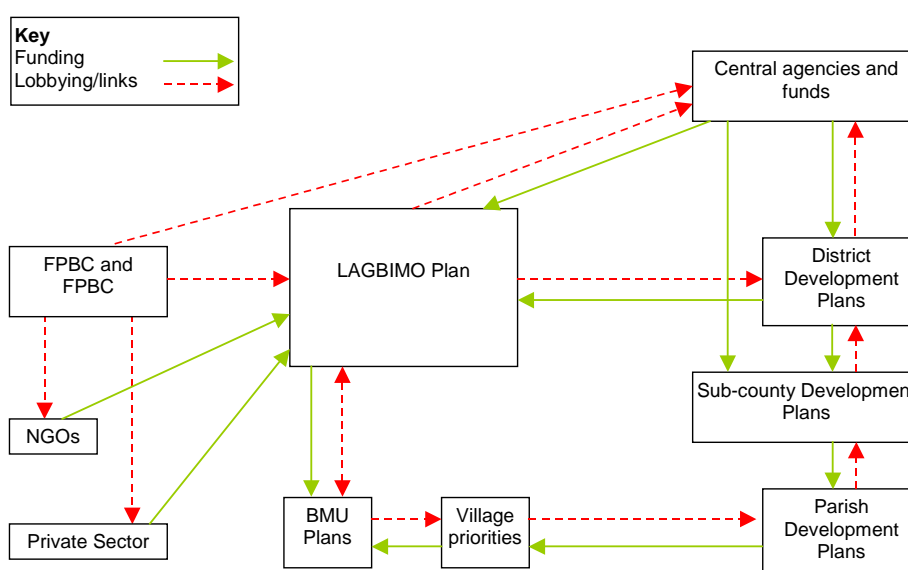 Key
Funding
Lobbying/links
Central agencies and
funds
FPBC and
FPBC
LAGBIMO Plan
District
Development
Plans
Sub-county Development
Plans
NGOs
Private Sector
BMU
Plans
Village
priorities
Parish
Development
Plans